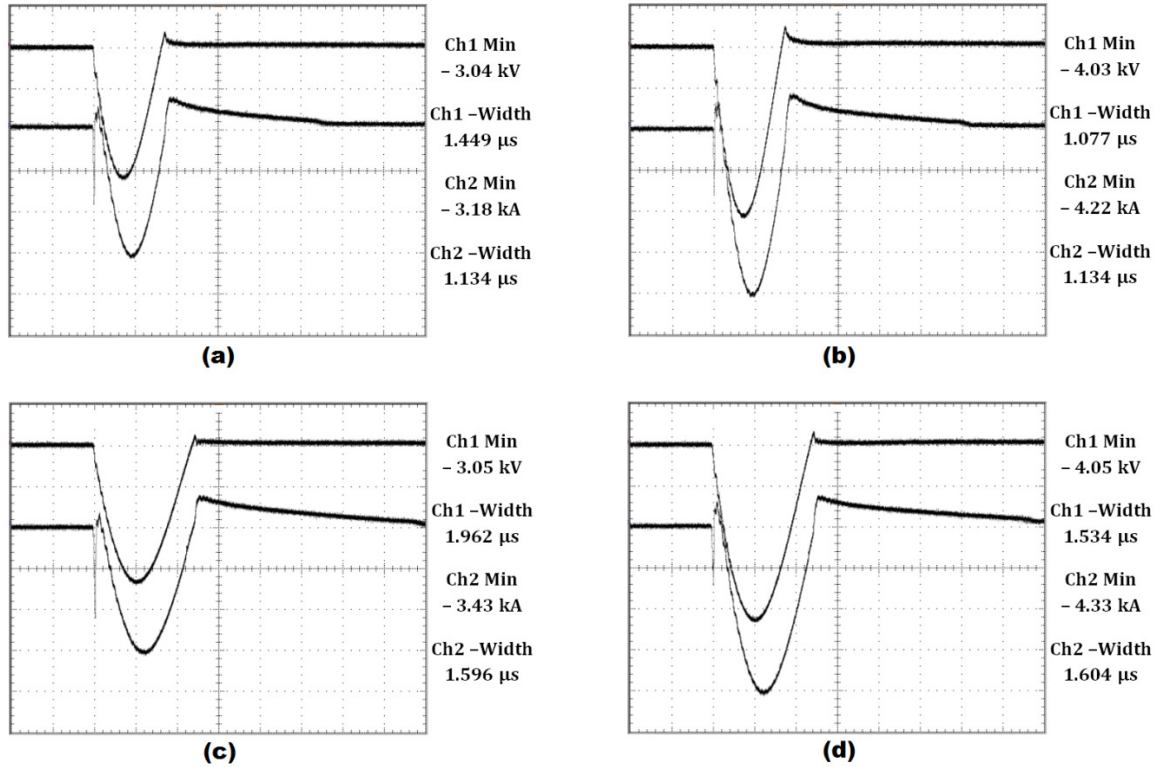 Ch1 Min
– 3.04 kV
Ch1 –Width
1.449 μs
Ch2 Min
– 3.18 kA
Ch2 –Width
1.134 μs
(a)
Ch1 Min
– 4.03 kV
Ch1 –Width
1.077 μs
Ch2 Min
– 4.22 kA
Ch2 –Width
1.134 μs
(b)
Ch1 Min
– 3.05 kV
Ch1 –Width
1.962 μs
Ch2 Min
– 3.43 kA
Ch2 –Width
1.596 μs
(c)
Ch1 Min
– 4.05 kV
Ch1 –Width
1.534 μs
Ch2 Min
– 4.33 kA
Ch2 –Width
1.604 μs
(d)